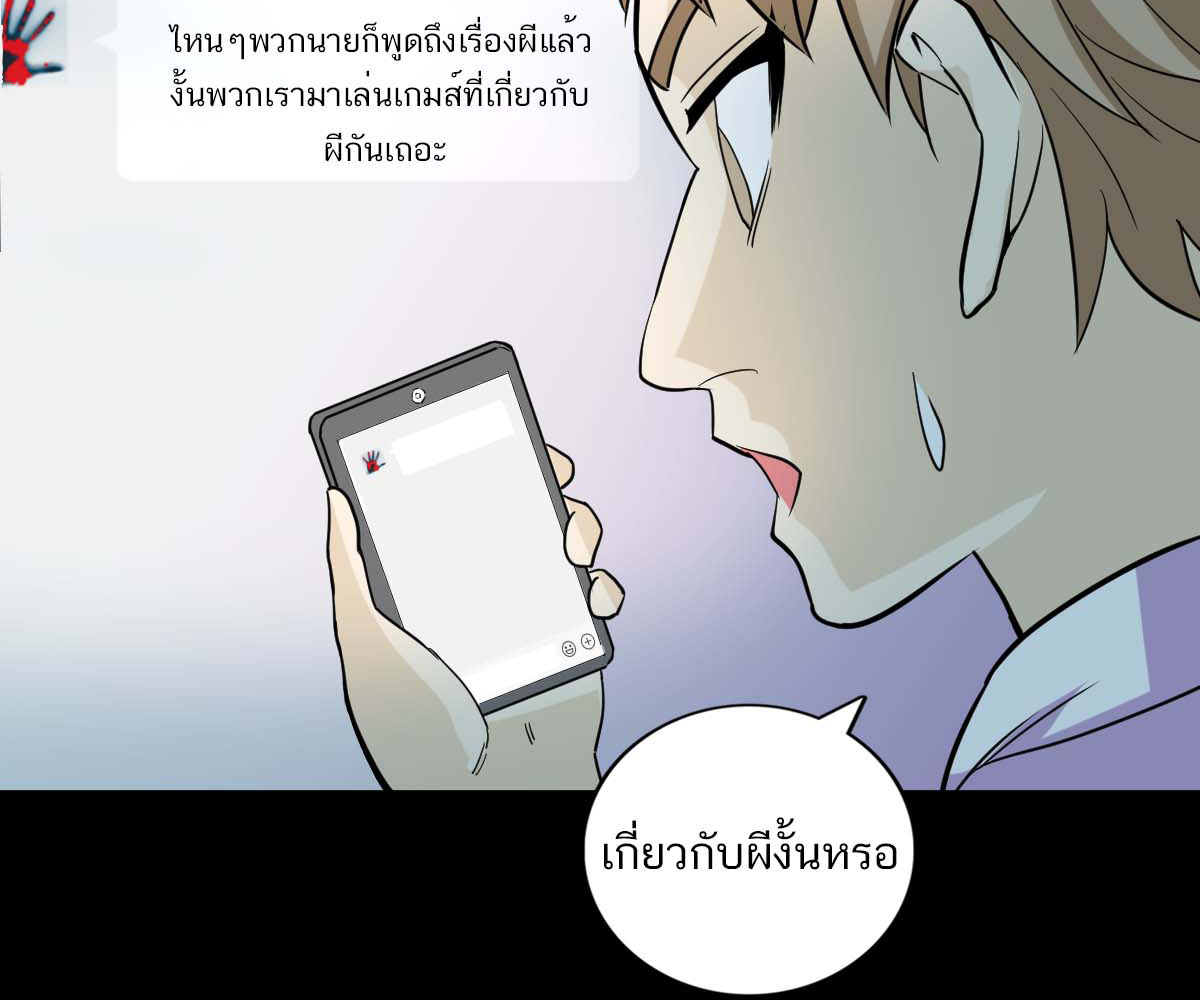 ไหนๆพวกนายก็พูดถึงเรื่องผีแล้ว
งั้นพวกเรามาเล่นเกมส์ที่เกี่ยวกับ
ผีกันเถอะ
เกี่ยวกับผีงั้นหรอ